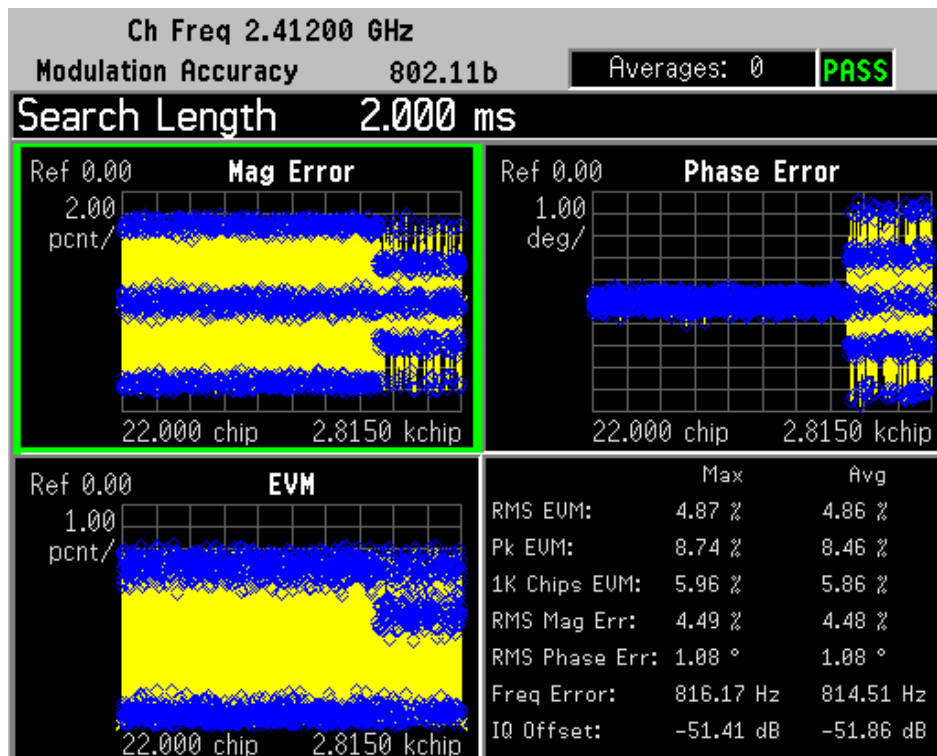 Ch Freq 2.41200 GHz
Modulation Accuracy 802.11b Averages: 0 PASS
Search Length 2.000 ms
Ref 0.00 Mag Error
2.00
pcnt/
22.000 chip 2.8150 kchip
Ref 0.00 Phase Error
1.00
deg/
22.000 chip 2.8150 kchip
Ref 0.00 EVM
1.00
pcnt/
22.000 chip 2.8150 kchip
Max Avg
RMS EVM: 4.87 % 4.86 %
Pk EVM: 8.74 % 8.46 %
1K Chips EVM: 5.96 % 5.86 %
RMS Mag Err: 4.49 % 4.48 %
RMS Phase Err: 1.08 ° 1.08 °
Freq Error: 816.17 Hz 814.51 Hz
IQ Offset: -51.41 dB -51.86 dB